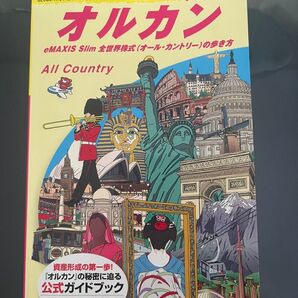 オルカン
eMAXIS Slim 全世界株式(オール・カントリー)の歩き方
All Country
資産形成の第一歩!
『オルカン』の秘密に迫る
公式ガイドブック